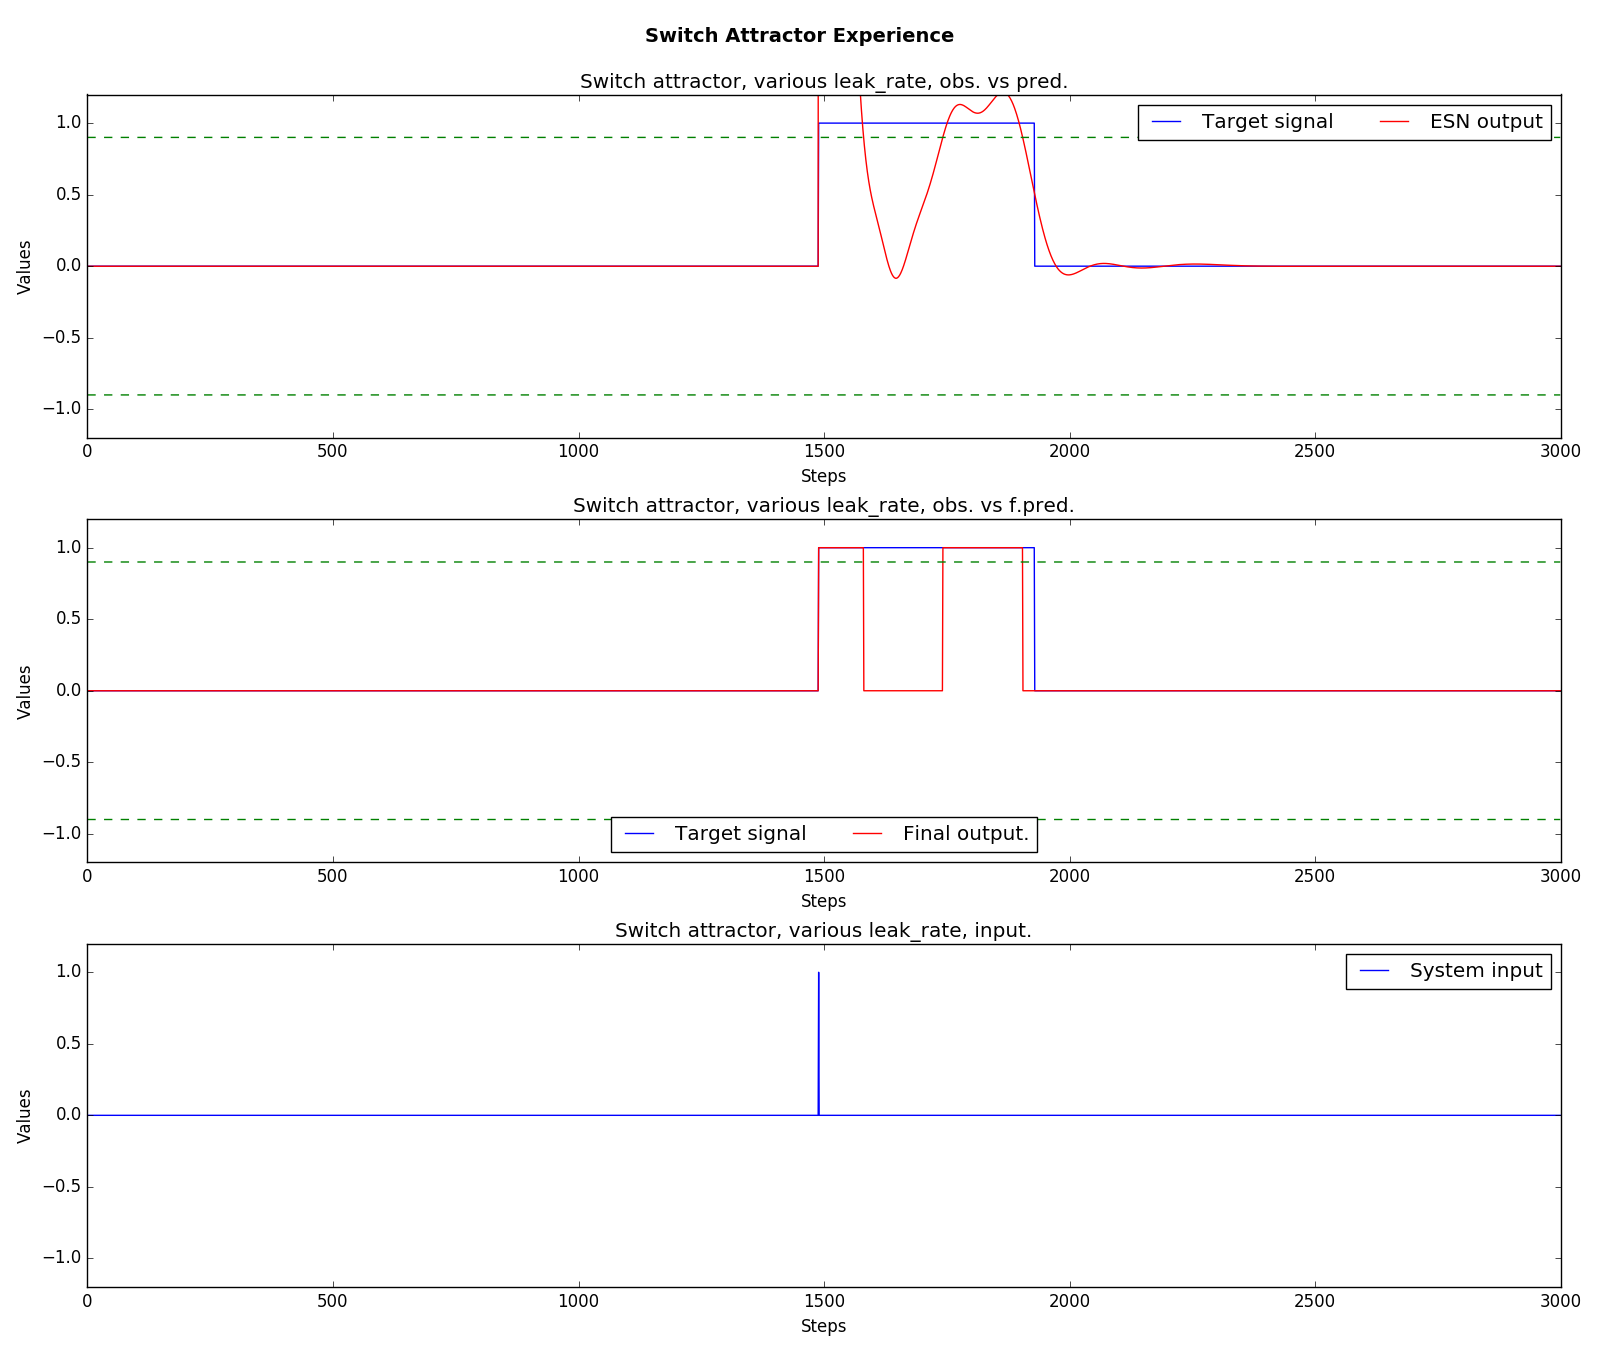 Switch Attractor Experience
Switch attractor, various leak_rate, obs. vs pred.
Target signal ESN output
1.0
0.5
0.0
−0.5
−1.0
Values
0 500 1000 1500 2000 2500 3000
Steps
Switch attractor, various leak_rate, obs. vs f.pred.
1.0
0.5
0.0
−0.5
−1.0
Values
Target signal Final output.
0 500 1000 1500 2000 2500 3000
Steps
Switch attractor, various leak_rate, input.
System input
1.0
0.5
0.0
−0.5
−1.0
Values
0 500 1000 1500 2000 2500 3000
Steps